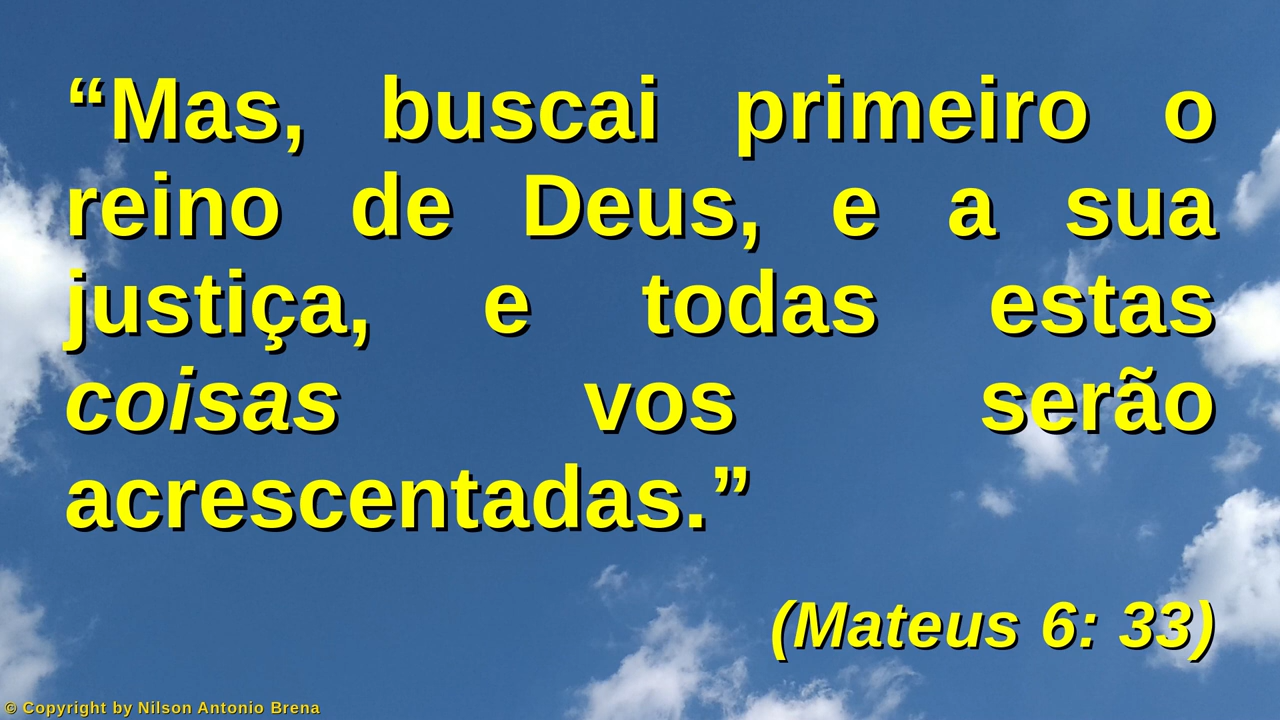 “Mas, buscai primeiro o
reino de Deus, e a sua
justiça, e todas estas
coisas vos serão
acrescentadas.”
(Mateus 6: 33)
© Copyright by Nilson Antonio Brena